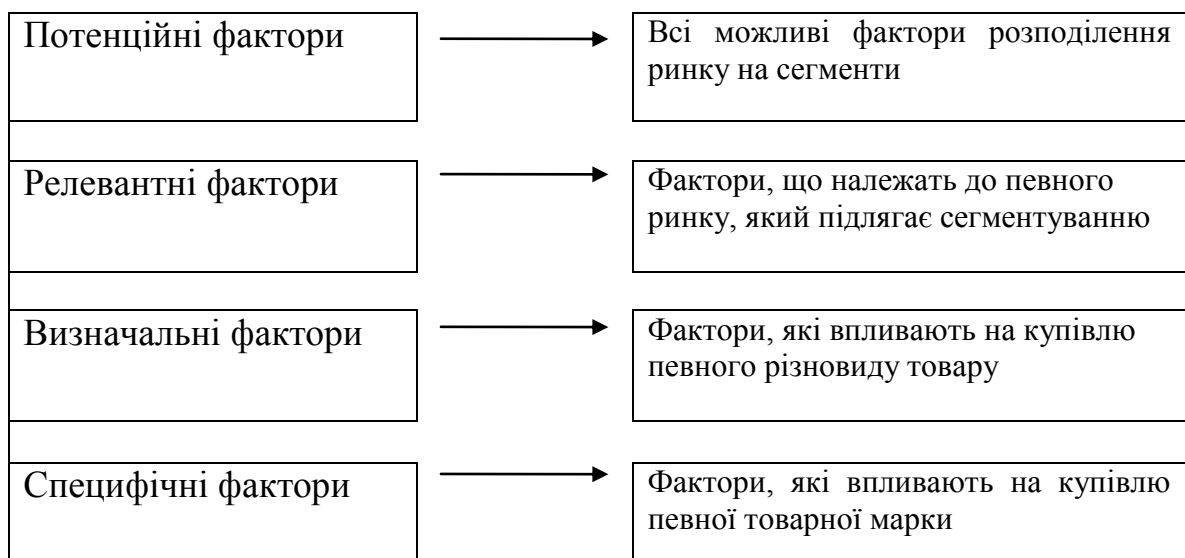 Потенційні фактори
Всі можливі фактори розподілення
ринку на сегменти
Релевантні фактори
Фактори, що належать до певного
ринку, який підлягає сегментуванню
Визначальні фактори
Фактори, які впливають на купівлю
певного різновиду товару
Специфічні фактори
Фактори, які впливають на купівлю
певної товарної марки